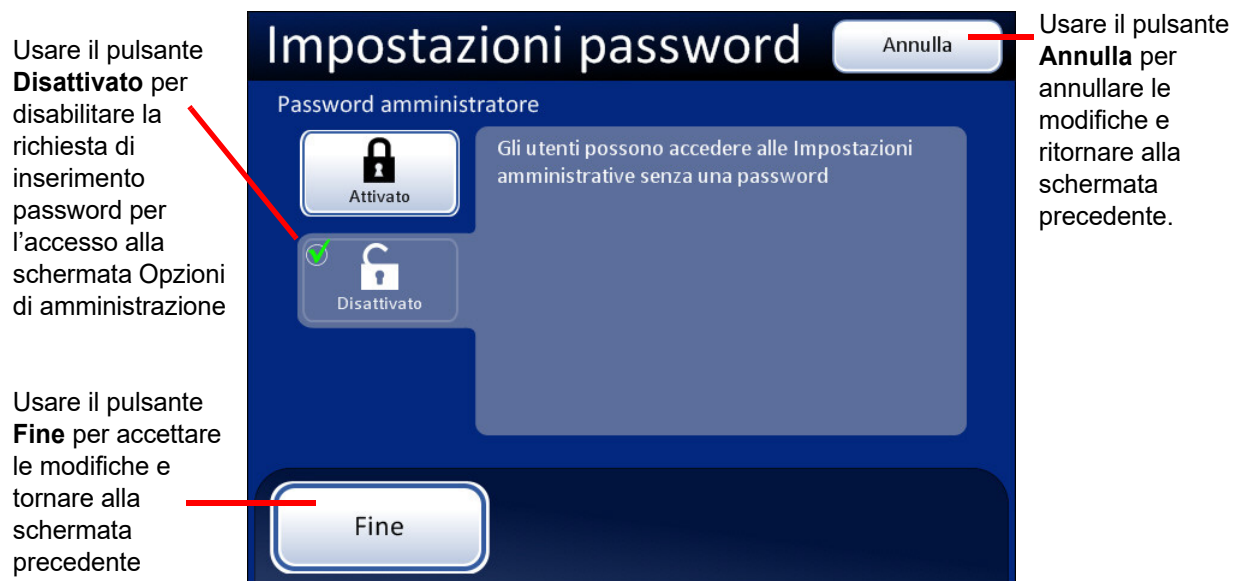 Usare il pulsante
Disattivato per
disabilitare la
richiesta di
inserimento
password per
l’accesso alla
schermata Opzioni
di amministrazione
Usare il pulsante
Fine per accettare
le modifiche e
tornare alla
schermata
precedente
Impostazioni password
Annulla
Password amministratore
Attivato
Gli utenti possono accedere alle Impostazioni
amministrative senza una password
Disattivato
Fine
Usare il pulsante
Annulla per
annullare le
modifiche e
ritornare alla
schermata
precedente.